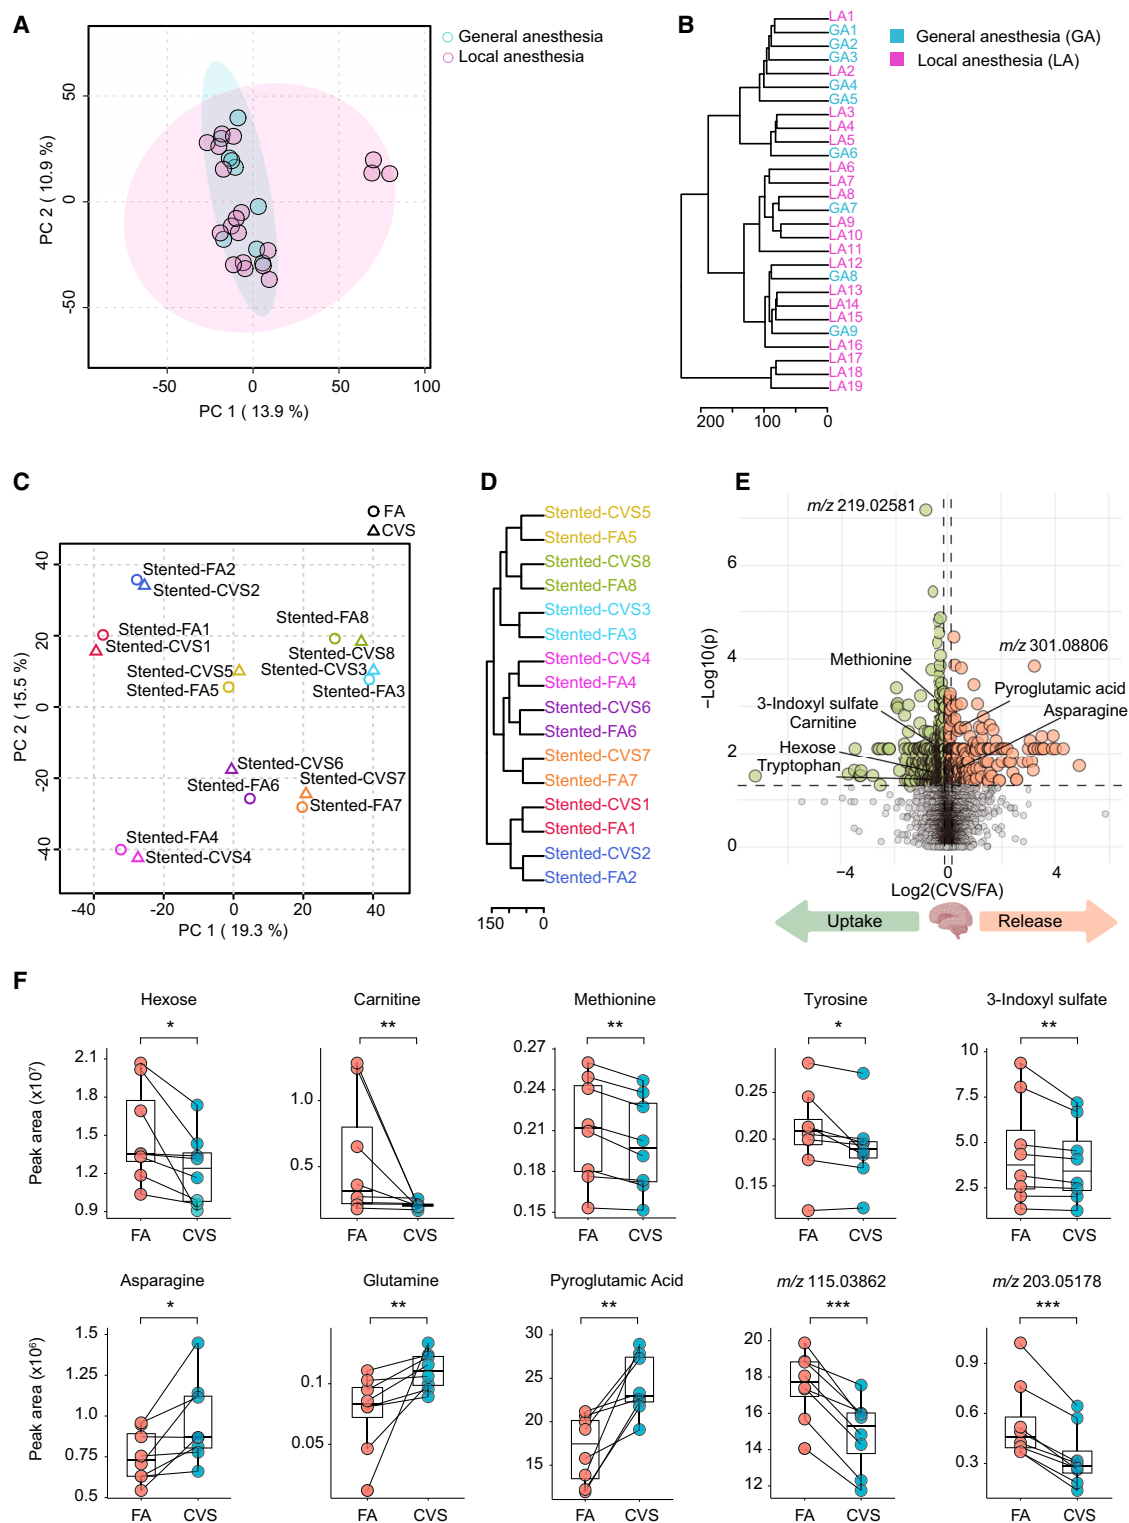 A
General anesthesia
Local anesthesia
50
0
-50
PC 2 ( 10.9 %)
-50
0
50
100
PC 1 ( 13.9 %)
B
LA1
GA1
GA2
GA3
LA2
GA4
GA5
LA3
LA4
LA5
GA6
LA6
LA7
LA8
GA7
LA9
LA10
LA11
LA12
GA8
LA13
LA14
LA15
GA9
LA16
LA17
LA18
LA19
General anesthesia (GA)
Local anesthesia (LA)
200
100
0
C
FA
CVS
40
20
0
-20
-40
PC 2 ( 15.5 %)
Stented-FA2
Stented-CVS2
Stented-FA1
Stented-CVS1
Stented-FA8
Stented-CVS8
Stented-CVS5
Stented-CVS3
Stented-FA5
Stented-FA3
Stented-CVS6
Stented-CVS7
Stented-FA6
Stented-FA7
Stented-FA4
Stented-CVS4
-40
-20
0
20
40
PC 1 ( 19.3 %)
D
Stented-CVS5
Stented-FA5
Stented-CVS8
Stented-FA8
Stented-CVS3
Stented-FA3
Stented-CVS4
Stented-FA4
Stented-CVS6
Stented-FA6
Stented-CVS7
Stented-FA7
Stented-CVS1
Stented-FA1
Stented-CVS2
Stented-FA2
150
0
E
m/z 219.02581
6
4
2
0
−Log10(p)
m/z 301.08806
Methionine
Pyroglutamic acid
3-Indoxyl sulfate
Asparagine
Carnitine
Hexose
Tryptophan
−4
0
4
Log2(CVS/FA)
Uptake
Release
F
Hexose
*
2.1
1.8
1.5
1.2
0.9
Peak area (x10⁷)
FA CVS
Carnitine
**
1.0
0.5
FA CVS
Methionine
**
0.27
0.24
0.21
0.18
0.15
FA CVS
Tyrosine
*
0.25
0.20
0.15
FA CVS
3-Indoxyl sulfate
**
10
7.5
5.0
2.5
FA CVS
Asparagine
*
1.5
1.25
1.0
0.75
0.5
Peak area (x10⁶)
FA CVS
Glutamine
**
0.1
0.05
FA CVS
Pyroglutamic Acid
**
30
25
20
15
FA CVS
m/z 115.03862
***
20
18
16
14
12
FA CVS
m/z 203.05178
***
0.9
0.6
0.3
FA CVS